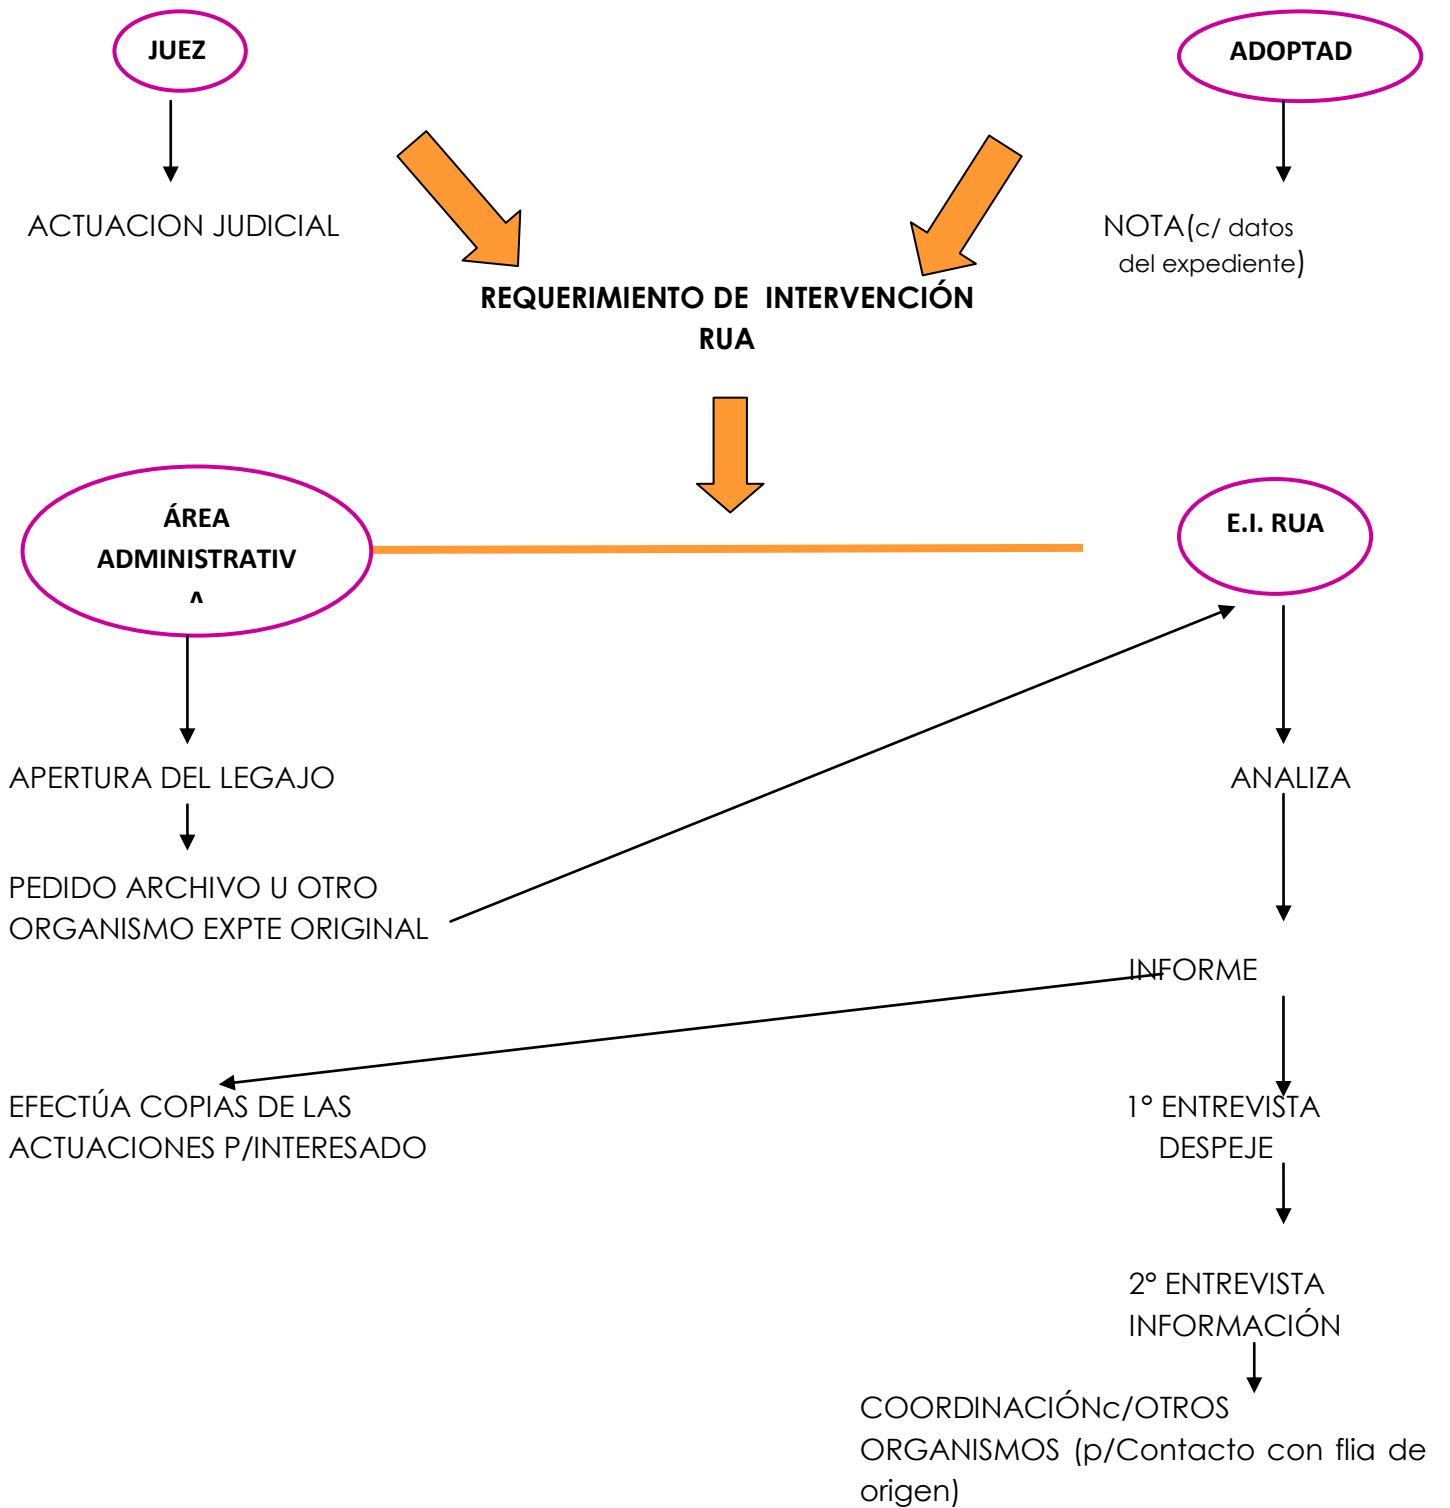 JUEZ
ADOPTAD
ACTUACION JUDICIAL
NOTA(c/ datos
del expediente)
REQUERIMIENTO DE INTERVENCIÓN
RUA
ÁREA
ADMINISTRATIV
A
E.I. RUA
APERTURA DEL LEGAJO
ANALIZA
PEDIDO ARCHIVO U OTRO
ORGANISMO EXPTE ORIGINAL
INFORME
EFECTÚA COPIAS DE LAS
ACTUACIONES P/INTERESADO
1° ENTREVISTA
DESPEJE
2° ENTREVISTA
INFORMACIÓN
COORDINACIÓNc/OTROS
ORGANISMOS (p/Contacto con flia de
origen)